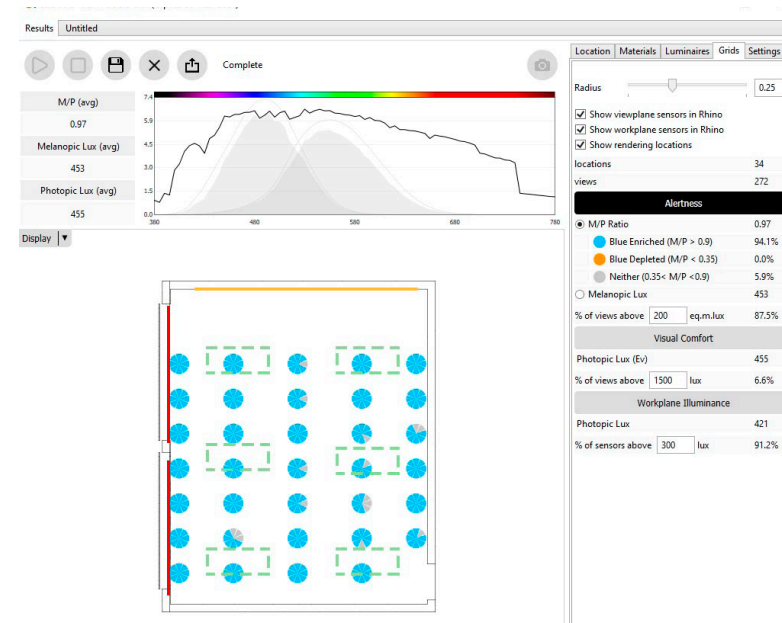 Results Untitled
Complete
M/P (avg)
0.97
Melanopic Lux (avg)
453
Photopic Lux (avg)
455
7.4
5.9
4.5
3.0
1.5
0.0
380 480 580 680 780
Display
Location Materials Luminaires Grids Settings
Radius 0.25
Show viewplane sensors in Rhino
Show workplane sensors in Rhino
Show rendering locations
locations 34
views 272
Alertness
M/P Ratio 0.97
Blue Enriched (M/P > 0.9) 94.1%
Blue Depleted (M/P < 0.35) 0.0%
Neither (0.35< M/P <0.9) 5.9%
Melanopic Lux 453
% of views above 200 eq.m.lux 87.5%
Visual Comfort
Photopic Lux (Ev) 455
% of views above 1500 lux 6.6%
Workplane Illuminance
Photopic Lux 421
% of sensors above 300 lux 91.2%